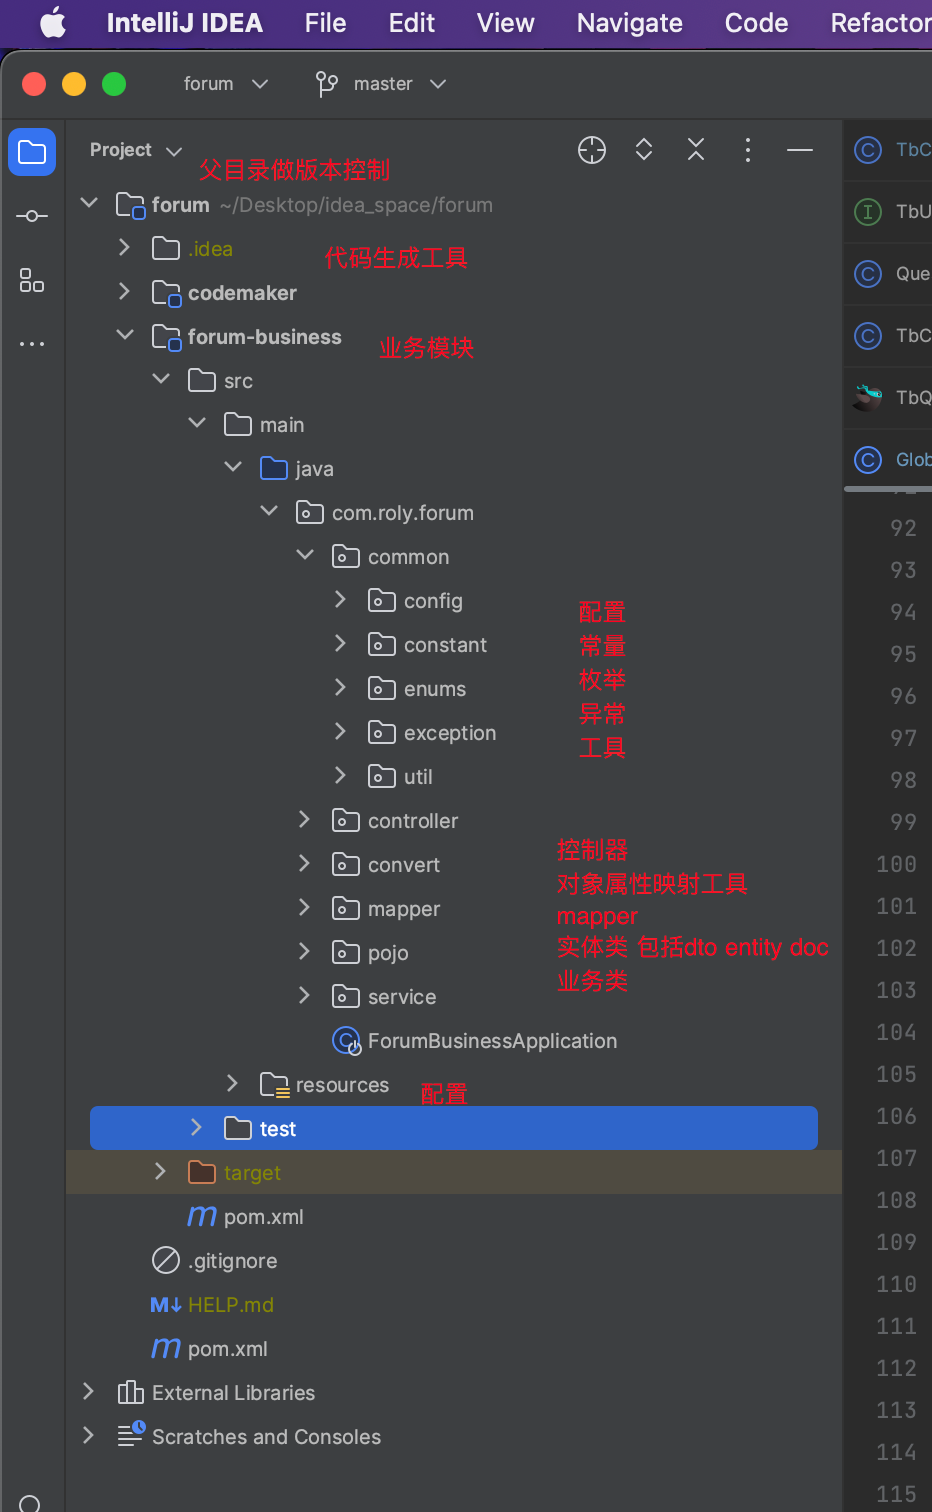 IntelliJ IDEA File Edit View Navigate Code Refactor
forum master
Project
父目录做版本控制
forum ~/Desktop/idea_space/forum
.idea
代码生成工具
codemaker
forum-business
业务模块
src
main
java
com.roly.forum
common
config
配置
constant
常量
enums
枚举
exception
异常
util
工具
controller
控制器
convert
对象属性映射工具
mapper
mapper
pojo
实体类 包括dto entity doc
service
业务类
ForumBusinessApplication
resources
配置
test
target
m pom.xml
.gitignore
M↓ HELP.md
m pom.xml
External Libraries
Scratches and Consoles
C TbC
I TbU
C Que
C TbC
TbQ
C Glob
92
93
94
95
96
97
98
99
100
101
102
103
104
105
106
107
108
109
110
111
112
113
114
115